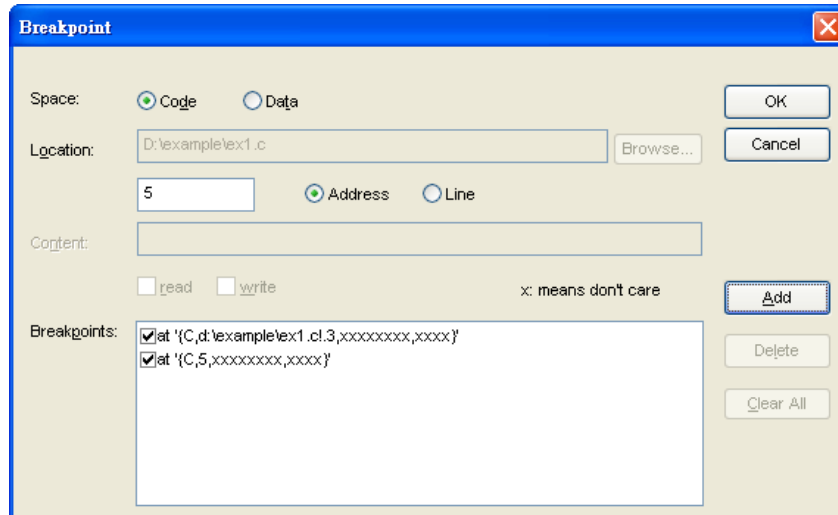 Breakpoint
Space: Code Data OK
Location: D:\example\ex1.c Browse... Cancel
5 Address Line
Content:
read write x: means don't care Add
Breakpoints: at '{C,d:\example\ex1.c!.3,xxxxxxxx,xxxx}'
at '{C,5,xxxxxxxx,xxxx}'
Delete
Clear All